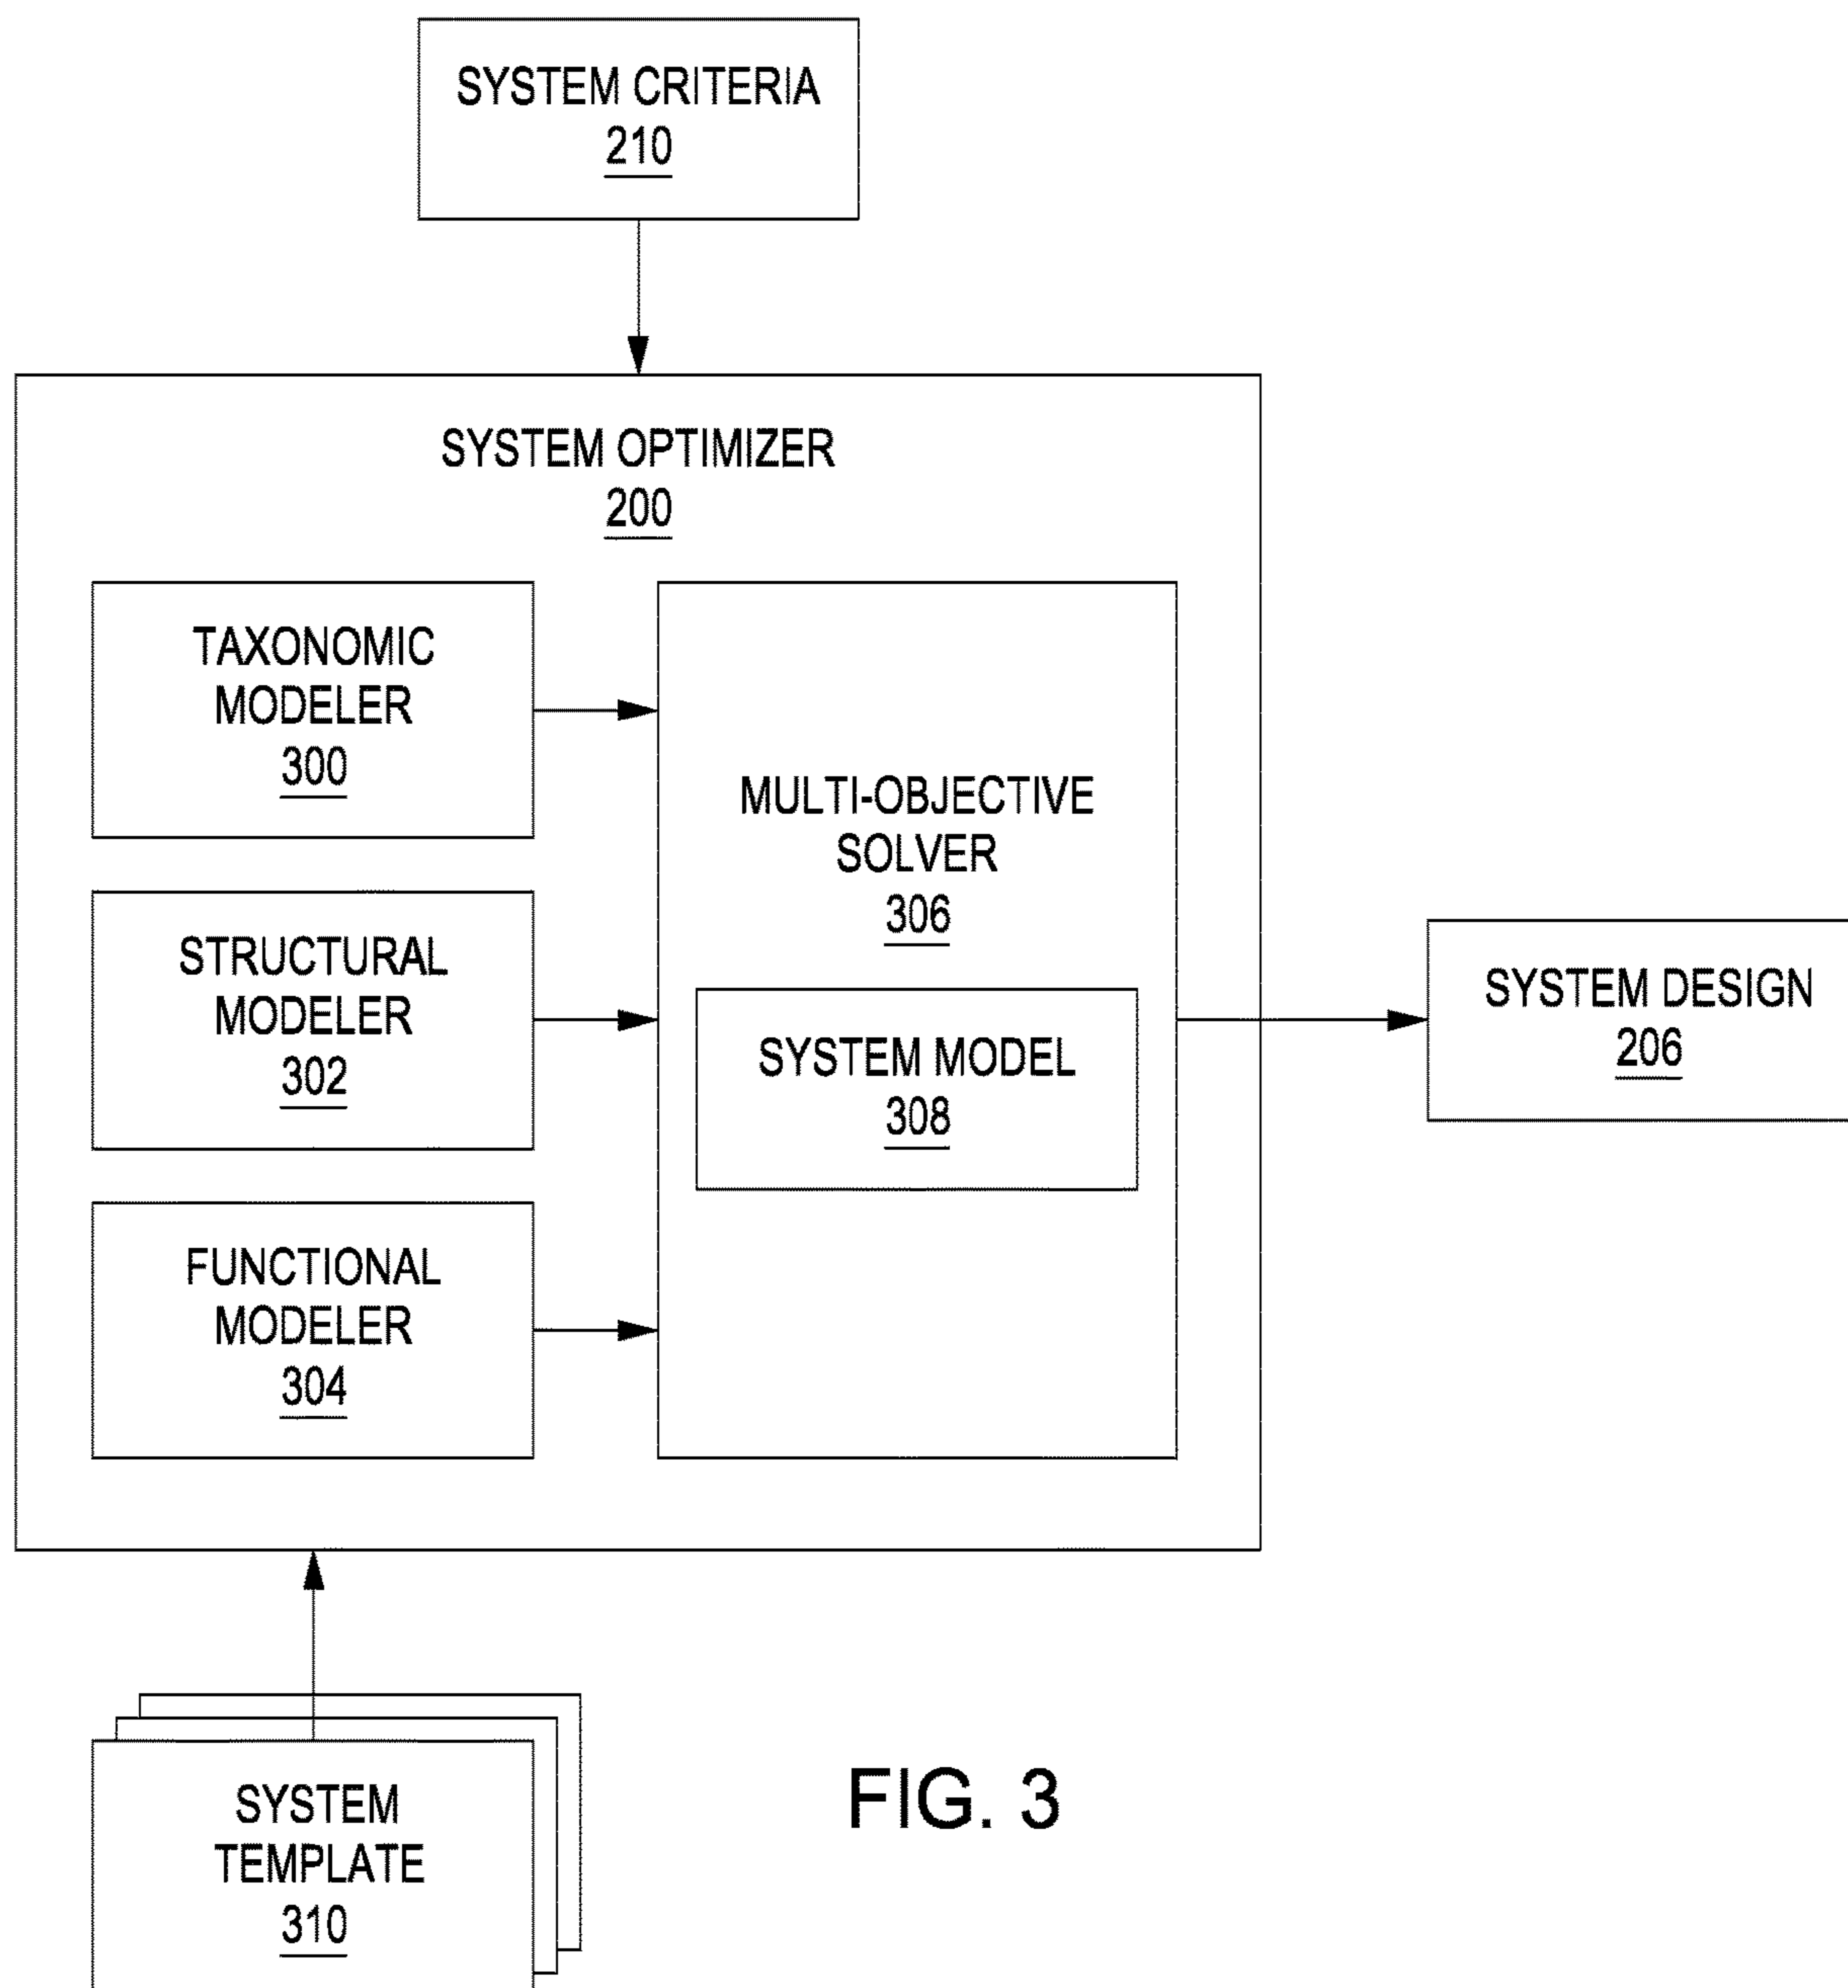 SYSTEM CRITERIA
210
SYSTEM OPTIMIZER
200
TAXONOMIC
MODELER
300
STRUCTURAL
MODELER
302
FUNCTIONAL
MODELER
304
MULTI-OBJECTIVE
SOLVER
306
SYSTEM MODEL
308
SYSTEM DESIGN
206
SYSTEM
TEMPLATE
310
FIG. 3